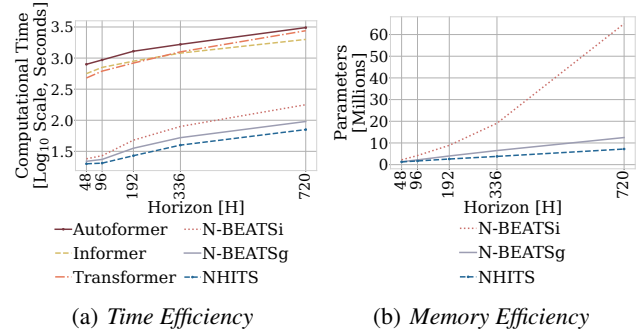 Computational Time
[Log10 Scale, Seconds]
3.5
3.0
2.5
2.0
1.5
48
96
192
336
720
Horizon [H]
Autoformer
Informer
Transformer
N-BEATSi
N-BEATSg
NHITS
(a) Time Efficiency
Parameters
[Millions]
60
50
40
30
20
10
0
48
96
192
336
720
Horizon [H]
N-BEATSi
N-BEATSg
NHITS
(b) Memory Efficiency